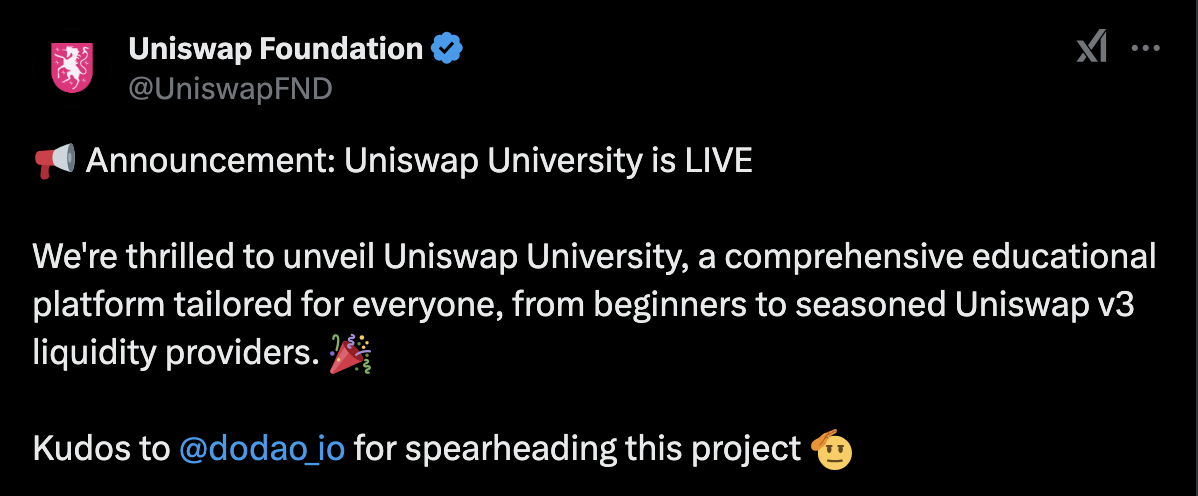 Uniswap Foundation
@UniswapFND
📢 Announcement: Uniswap University is LIVE
We're thrilled to unveil Uniswap University, a comprehensive educational
platform tailored for everyone, from beginners to seasoned Uniswap v3
liquidity providers. 🎉
Kudos to @dodao_io for spearheading this project 🫡